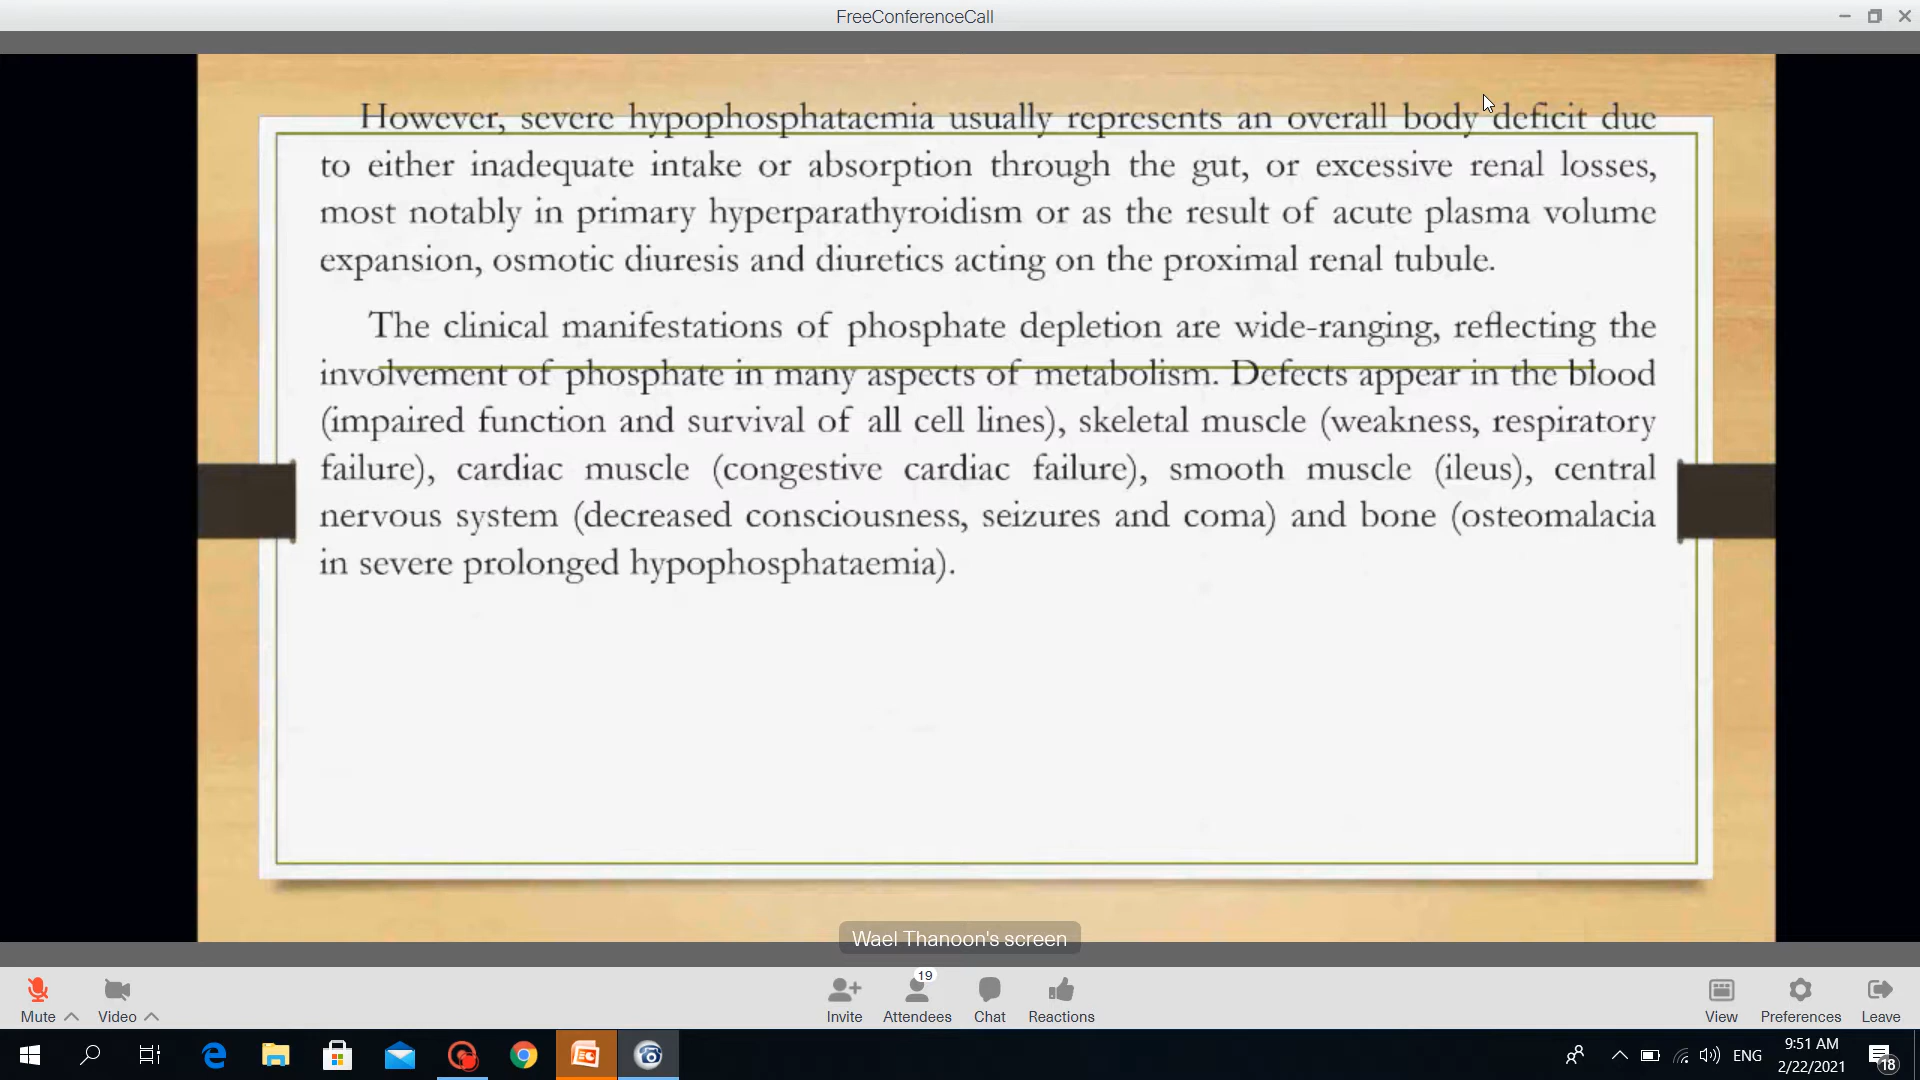 FreeConferenceCall
However, severe hypophosphataemia usually represents an overall body deficit due
to either inadequate intake or absorption through the gut, or excessive renal losses,
most notably in primary hyperparathyroidism or as the result of acute plasma volume
expansion, osmotic diuresis and diuretics acting on the proximal renal tubule.
The clinical manifestations of phosphate depletion are wide-ranging, reflecting the
involvement of phosphate in many aspects of metabolism. Defects appear in the blood
(impaired function and survival of all cell lines), skeletal muscle (weakness, respiratory
failure), cardiac muscle (congestive cardiac failure), smooth muscle (ileus), central
nervous system (decreased consciousness, seizures and coma) and bone (osteomalacia
in severe prolonged hypophosphataemia).
Wael Thanoon's screen
19
Mute Video Invite Attendees Chat Reactions View Preferences Leave
ENG 9:51 AM
2/22/2021 18